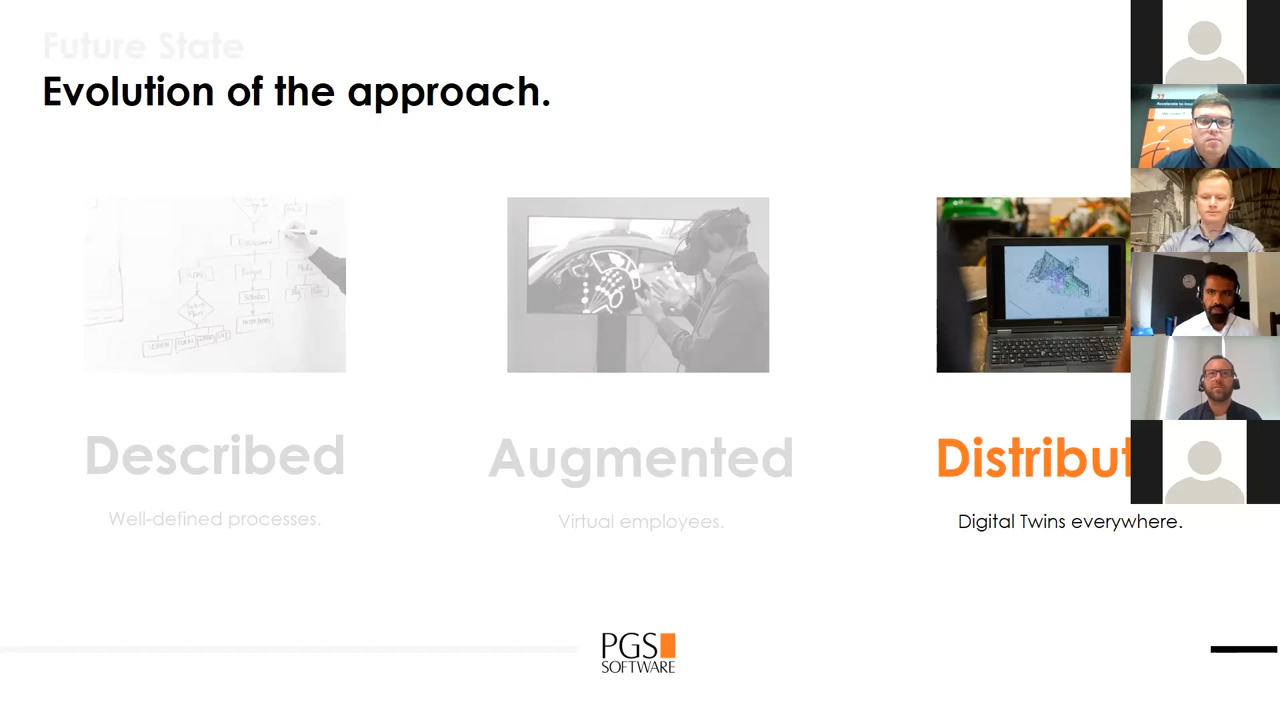 Future State
Evolution of the approach.
Described
Augmented
Distribut
Well-defined processes.
Virtual employees.
Digital Twins everywhere.
PGS
SOFTWARE